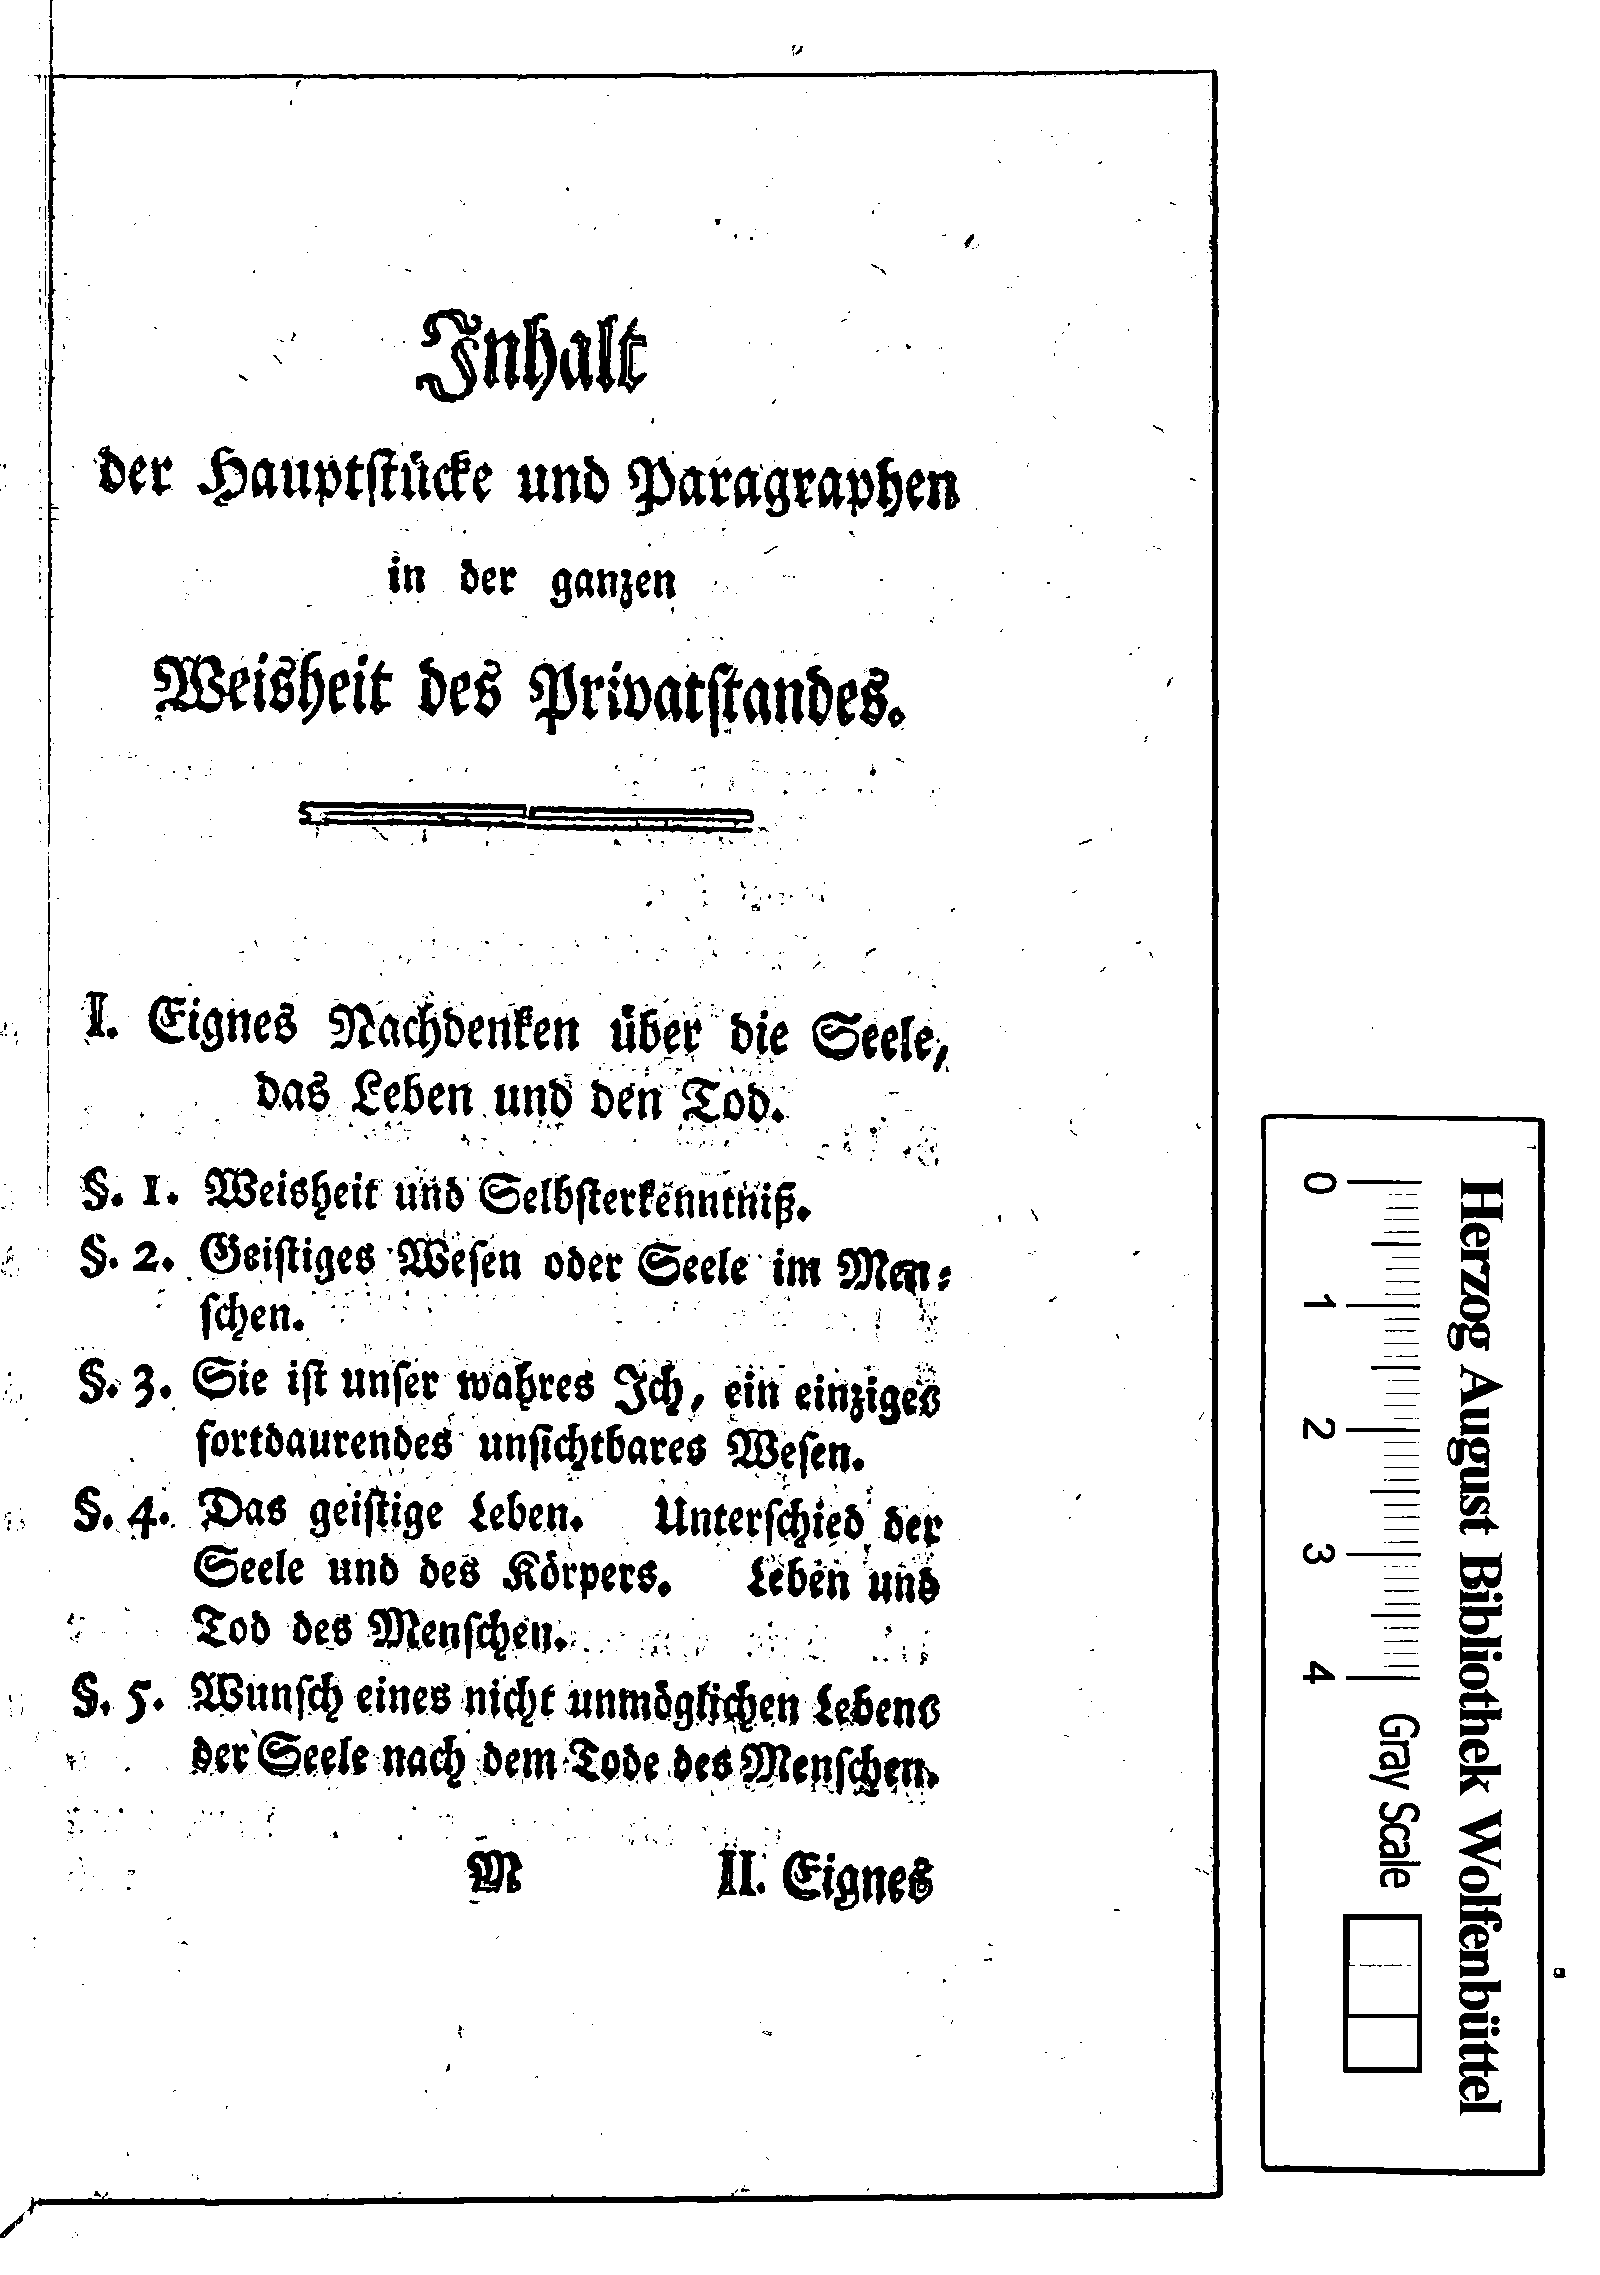 Inhalt
der Hauptstücke und Paragraphen
in der ganzen
Weisheit des Privatstandes.
I. Eignes Nachdenken über die Seele,
das Leben und den Tod.
§. 1. Weisheit und Selbsterkenntniß.
§. 2. Geistiges Wesen oder Seele im Men-
schen.
§. 3. Sie ist unser wahres Ich, ein einziges
fortdaurendes unsichtbares Wesen.
§. 4. Das geistige Leben. Unterschied der
Seele und des Körpers. Leben und
Tod des Menschen.
§. 5. Wunsch eines nicht unmöglichen Lebens
der Seele nach dem Tode des Menschen.
M II. Eignes
Herzog August Bibliothek Wolfenbüttel
0 1 2 3 4 Gray Scale